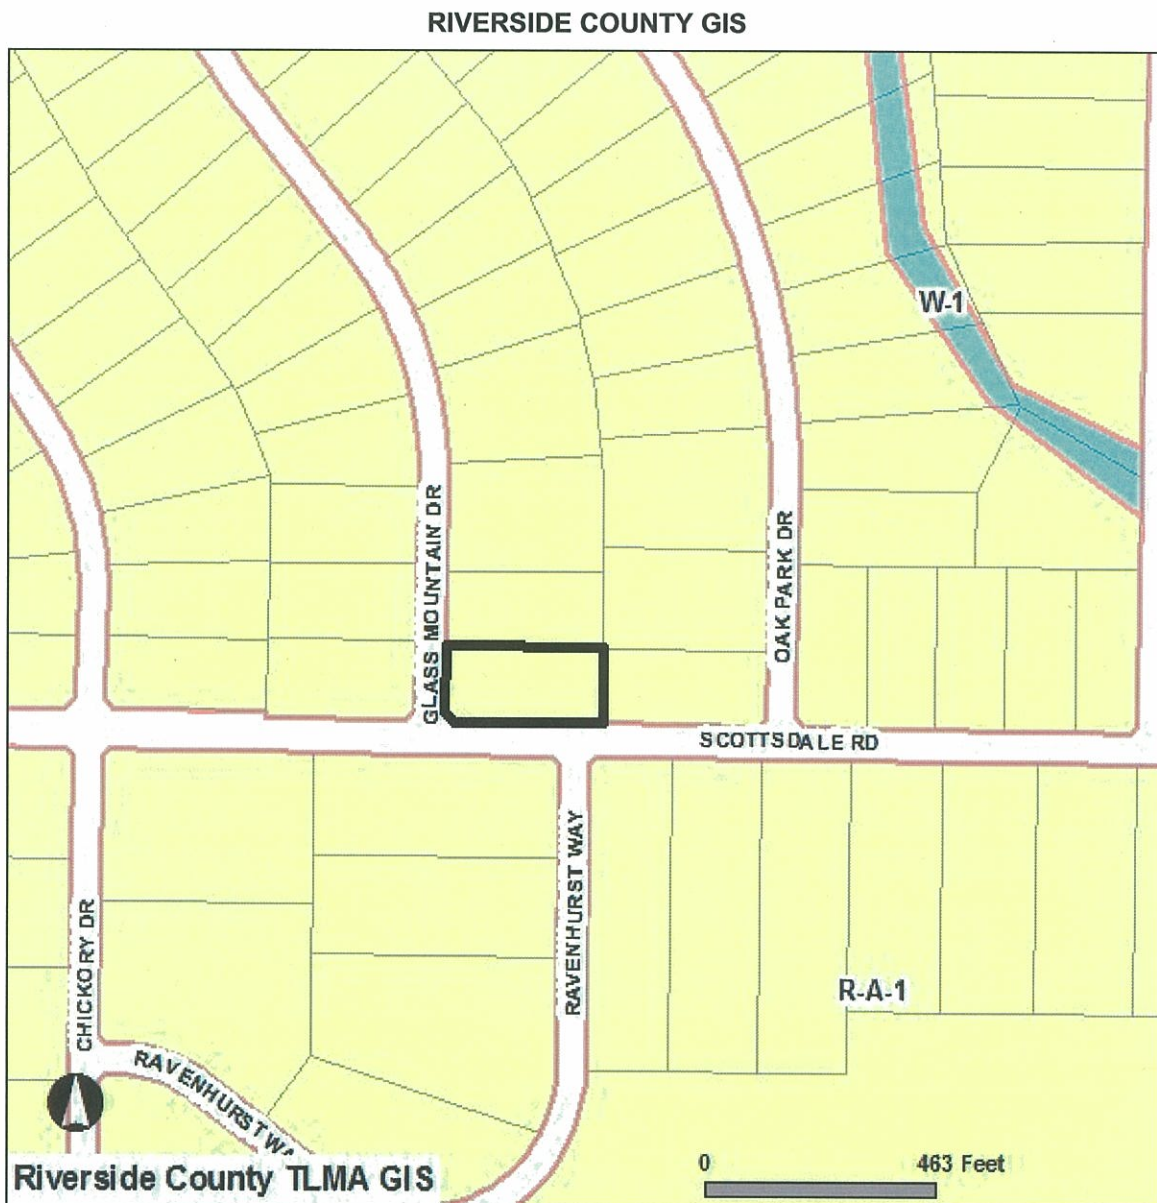 RIVERSIDE COUNTY GIS
W-1
GLASS MOUNTAIN DR
OAK PARK DR
SCOTTSDALE RD
RAVENHURST WAY
CHICKORY DR
R-A-1
RAVENHURST WA
Riverside County TLMA GIS
0 463 Feet